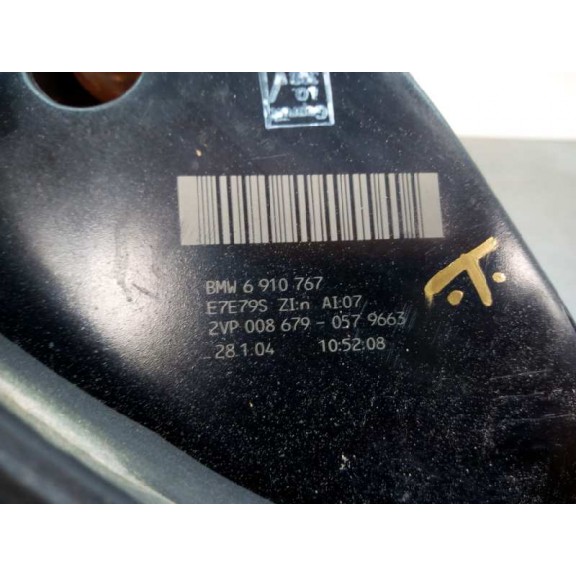 BMW 6 910 767
E7E79S ZI:n AI:07
2VP 008 679 - 057 9663
28.1.04 10:52:08